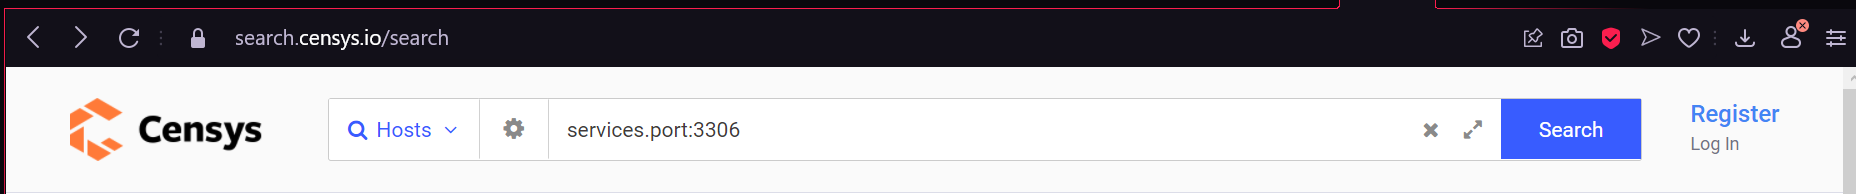 search.censys.io/search
Censys
Hosts
services.port:3306
Search
Register
Log In